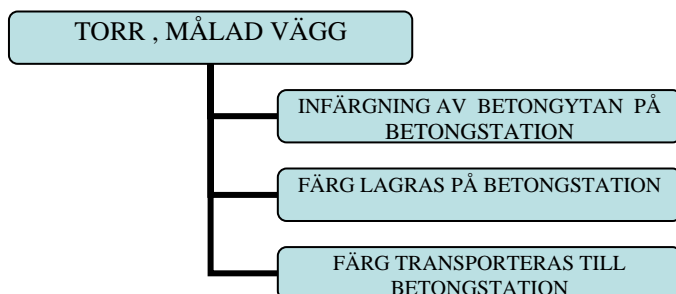 TORR , MÅLAD VÄGG
INFÄRGNING AV BETONGYTAN PÅ
BETONGSTATION
FÄRG LAGRAS PÅ BETONGSTATION
FÄRG TRANSPORTERAS TILL
BETONGSTATION